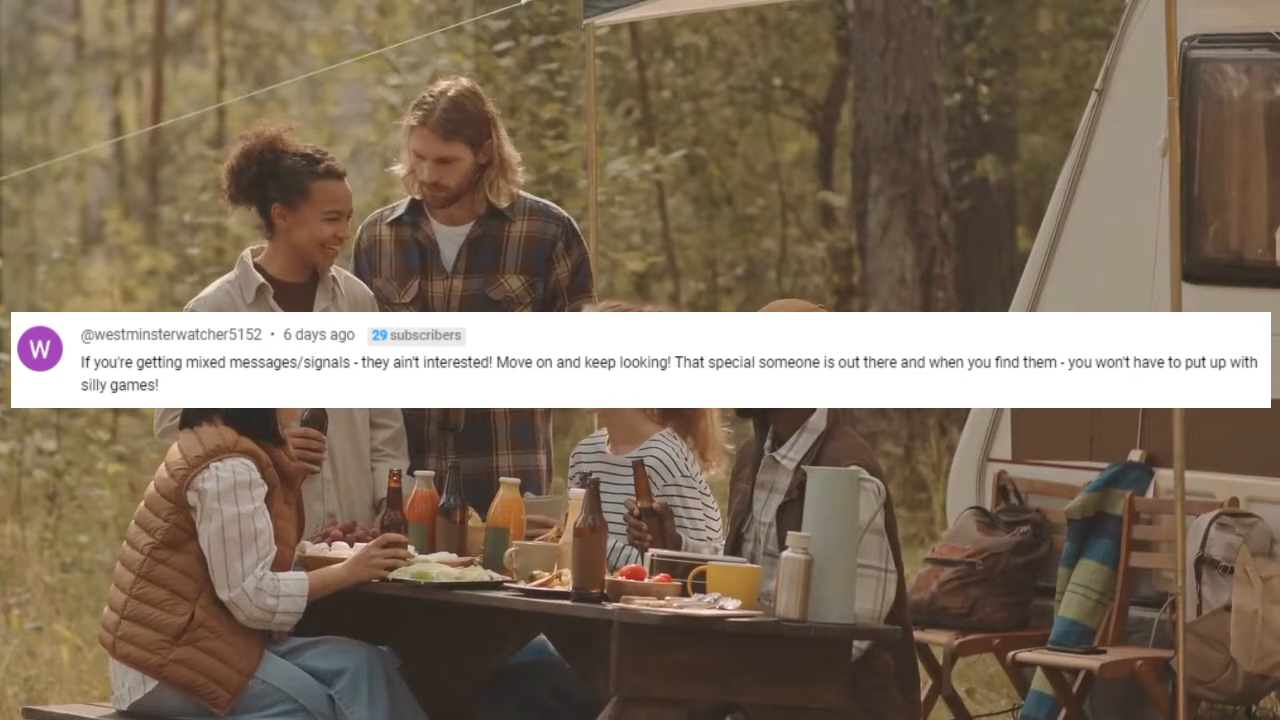 W
@westminsterwatcher5152 • 6 days ago 29 subscribers
If you're getting mixed messages/signals - they ain't interested! Move on and keep looking! That special someone is out there and when you find them - you won't have to put up with
silly games!